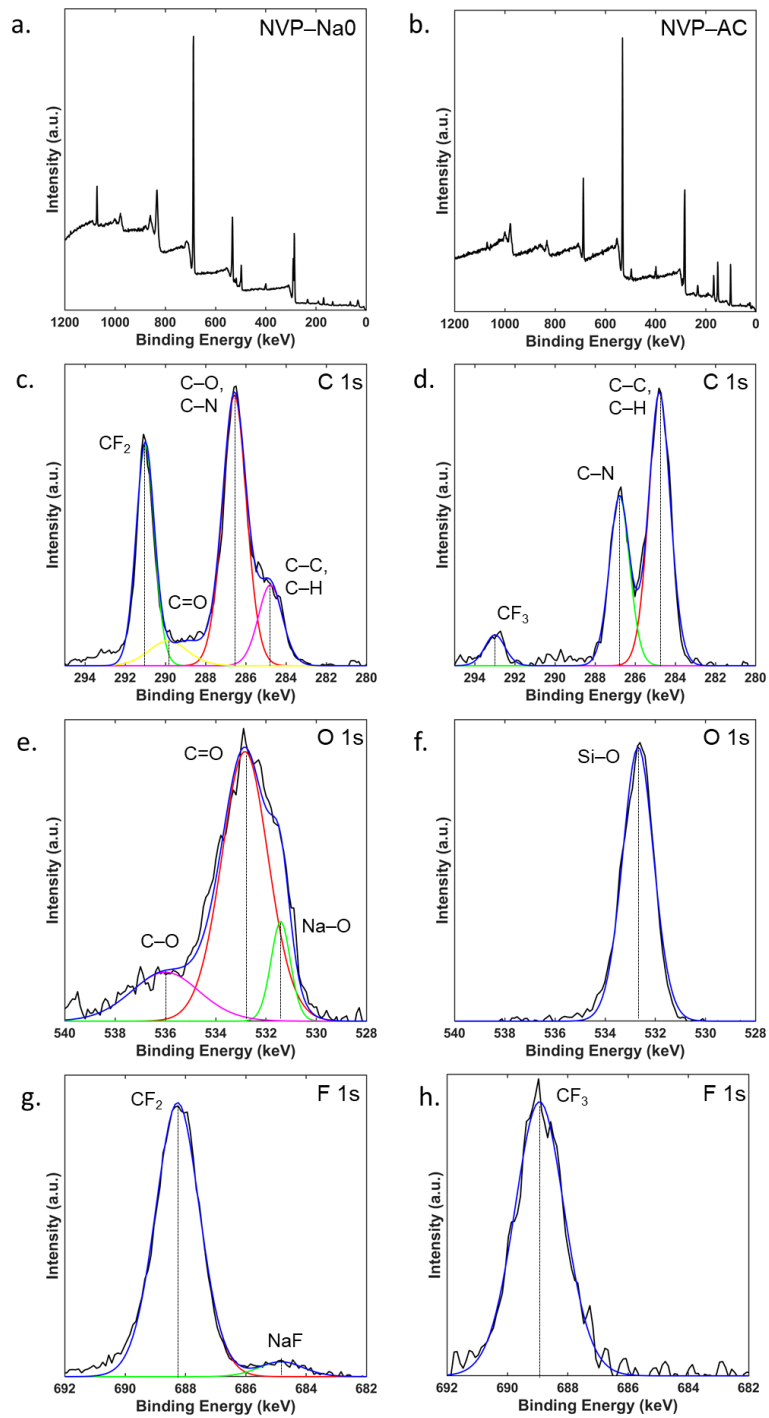 a.
NVP–Na0
Intensity (a.u.)
1200 1000 800 600 400 200 0
Binding Energy (keV)
b.
NVP–AC
Intensity (a.u.)
1200 1000 800 600 400 200 0
Binding Energy (keV)
c.
C 1s
C–O,
C–N
CF2
C=O
C–C,
C–H
Intensity (a.u.)
294 292 290 288 286 284 282 280
Binding Energy (keV)
d.
C 1s
C–C,
C–H
C–N
CF3
Intensity (a.u.)
294 292 290 288 286 284 282 280
Binding Energy (keV)
e.
O 1s
C=O
C–O
Na–O
Intensity (a.u.)
540 538 536 534 532 530 528
Binding Energy (keV)
f.
O 1s
Si–O
Intensity (a.u.)
540 538 536 534 532 530 528
Binding Energy (keV)
g.
F 1s
CF2
NaF
Intensity (a.u.)
692 690 688 686 684 682
Binding Energy (keV)
h.
F 1s
CF3
Intensity (a.u.)
692 690 688 686 684 682
Binding Energy (keV)